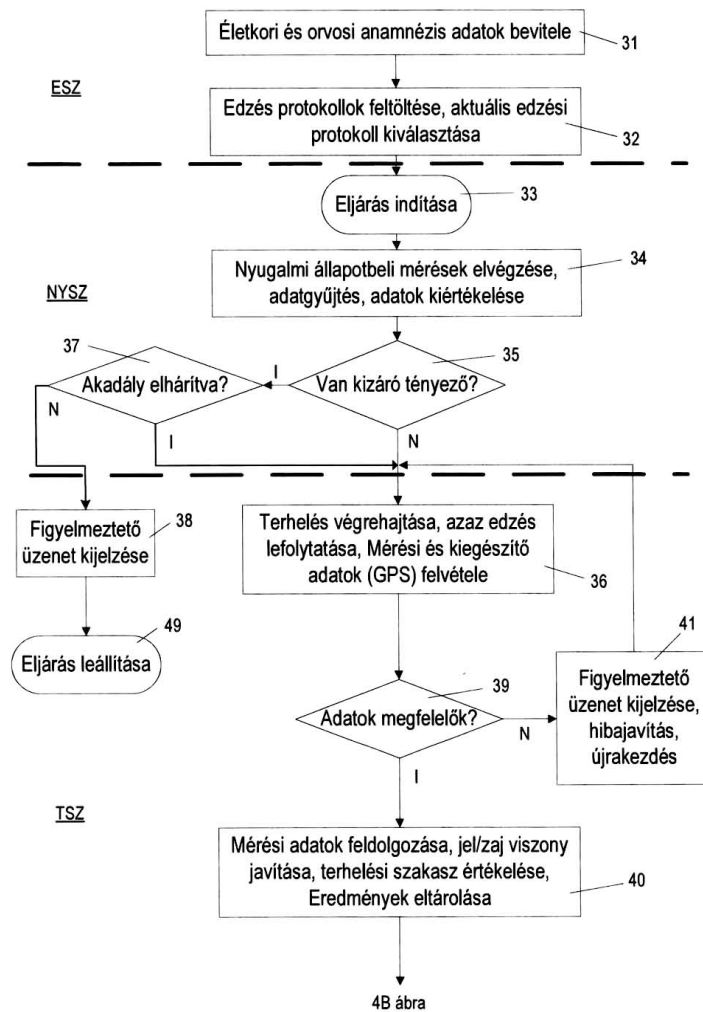 Életkori és orvosi anamnézis adatok bevitele
31
ESZ
Edzés protokollok feltöltése, aktuális edzési
protokoll kiválasztása
32
Eljárás indítása
33
Nyugalmi állapotbeli mérések elvégzése,
adatgyűjtés, adatok kiértékelése
34
NYSZ
37
35
Akadály elhárítva?
I
Van kizáró tényező?
N
I
N
Figyelmeztető
üzenet kijelzése
38
Terhelés végrehajtása, azaz edzés
lefolytatása, Mérési és kiegészítő
adatok (GPS) felvétele
36
49
Eljárás leállítása
41
Figyelmeztető
üzenet kijelzése,
hibajavítás,
újrakezdés
39
Adatok megfelelők?
N
I
TSZ
Mérési adatok feldolgozása, jel/zaj viszony
javítása, terhelési szakasz értékelése,
Eredmények eltárolása
40
4B ábra